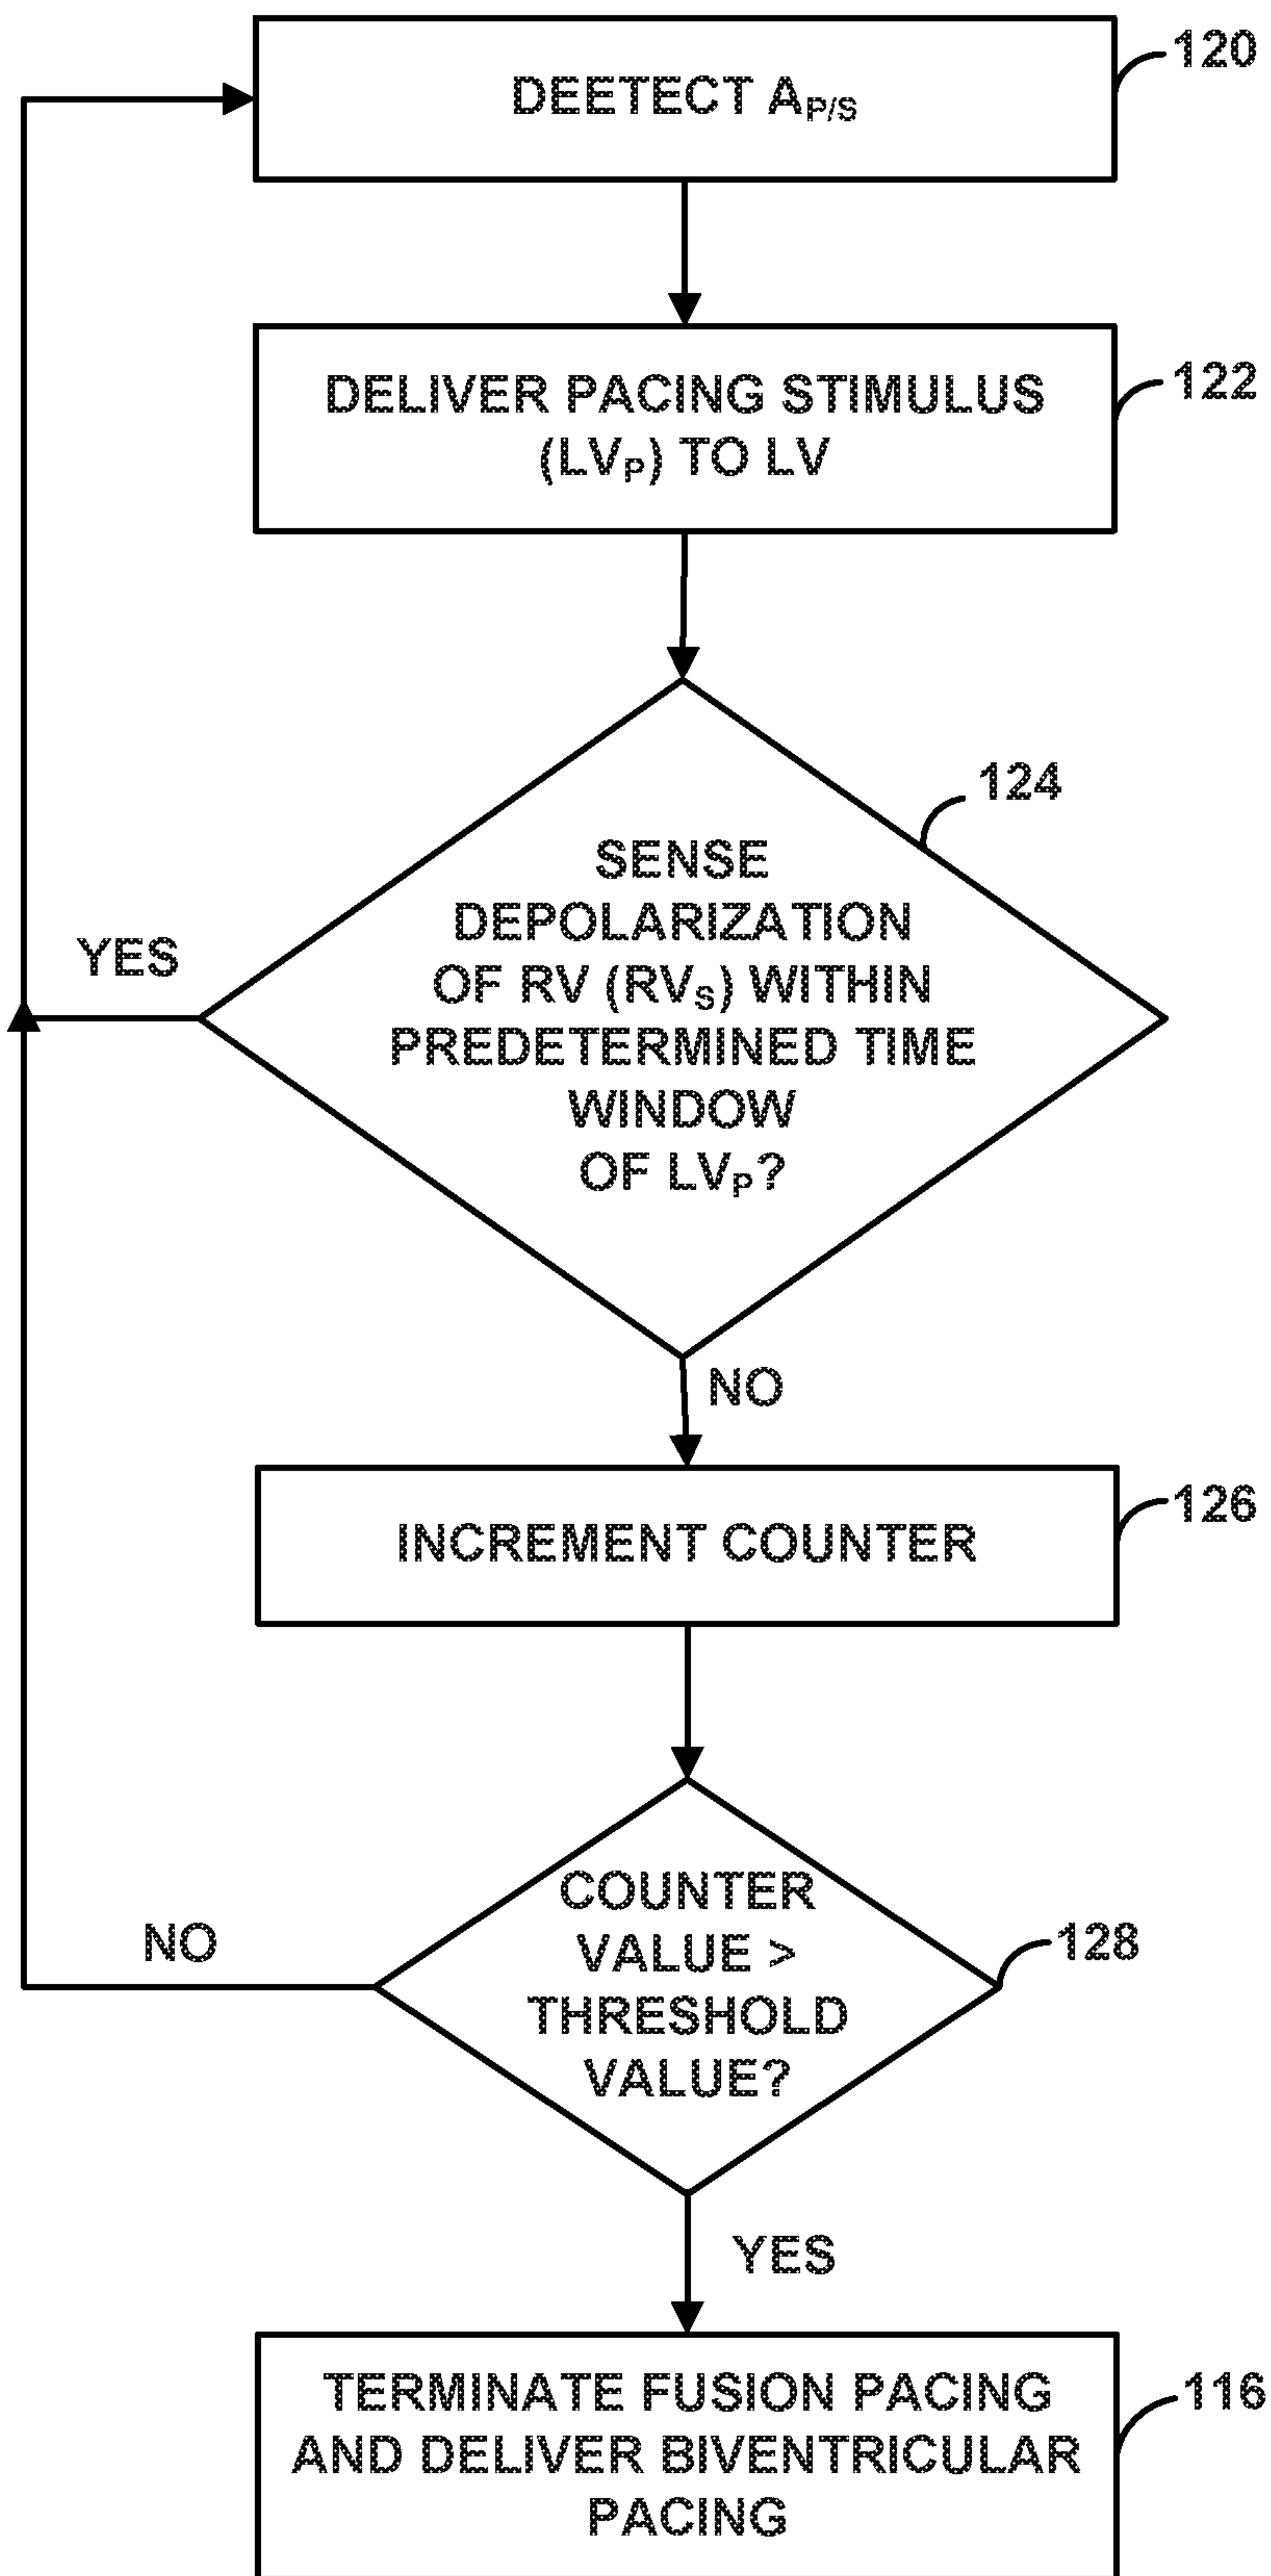 DEETECT AP/S
120
DELIVER PACING STIMULUS
(LVP) TO LV
122
124
SENSE
DEPOLARIZATION
OF RV (RVS) WITHIN
PREDETERMINED TIME
WINDOW
OF LVP?
YES
NO
INCREMENT COUNTER
126
COUNTER
VALUE >
THRESHOLD
VALUE?
128
NO
YES
TERMINATE FUSION PACING
AND DELIVER BIVENTRICULAR
PACING
116